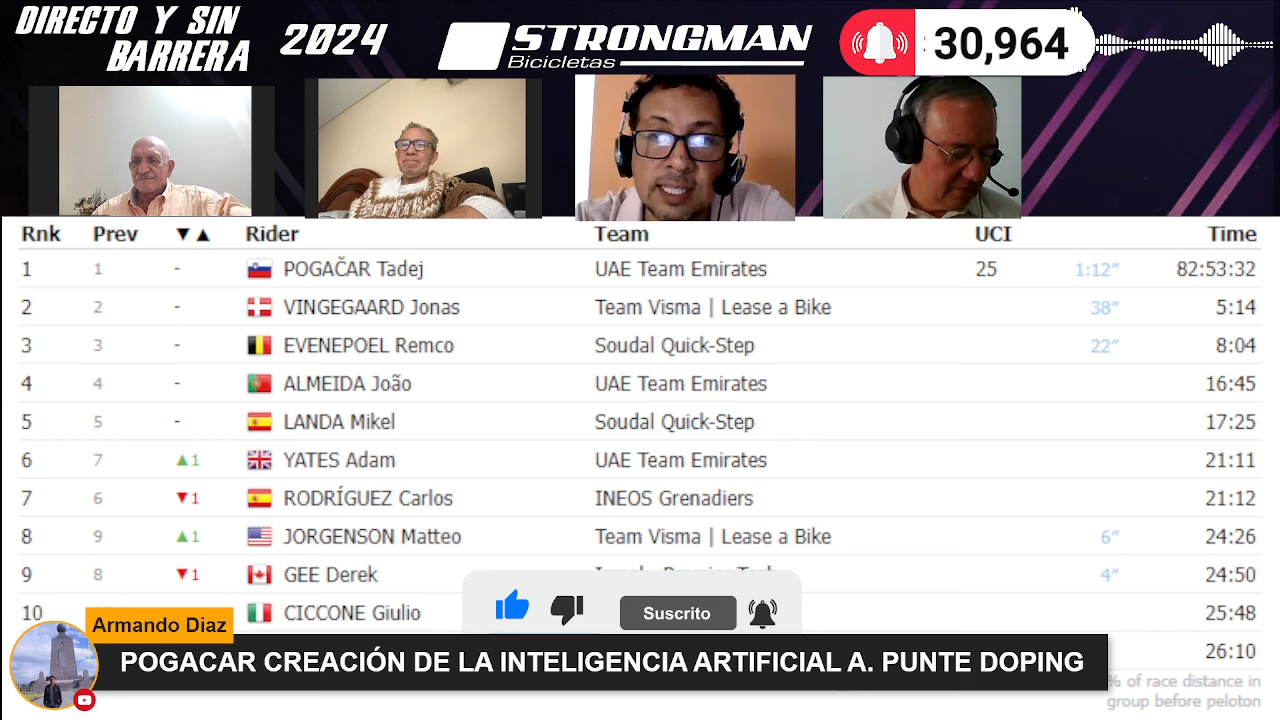 DIRECTO Y SIN BARRERA 2024
STRONGMAN
Bicicletas
30,964
Rnk Prev ▼▲ Rider Team UCI Time
1 1 - POGAČAR Tadej UAE Team Emirates 25 1:12″ 82:53:32
2 2 - VINGEGAARD Jonas Team Visma | Lease a Bike 38″ 5:14
3 3 - EVENEPOEL Remco Soudal Quick-Step 22″ 8:04
4 4 - ALMEIDA João UAE Team Emirates 16:45
5 5 - LANDA Mikel Soudal Quick-Step 17:25
6 7 ▲1 YATES Adam UAE Team Emirates 21:11
7 6 ▼1 RODRÍGUEZ Carlos INEOS Grenadiers 21:12
8 9 ▲1 JORGENSON Matteo Team Visma | Lease a Bike 6″ 24:26
9 8 ▼1 GEE Derek 4″ 24:50
10 CICCONE Giulio 25:48
Suscrito
26:10
Armando Diaz
POGACAR CREACIÓN DE LA INTELIGENCIA ARTIFICIAL A. PUNTE DOPING
% of race distance in
group before peloton